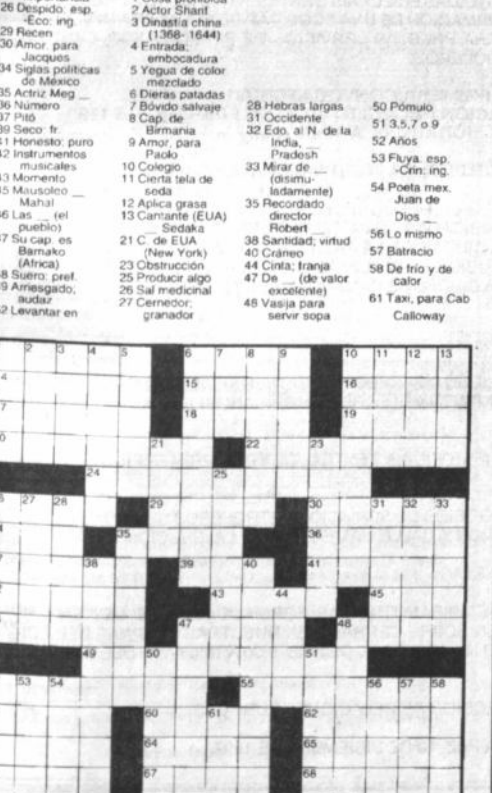 26 Despido: esp.
-Eco: ing.
29 Recen
30 Amor, para
Jacques
34 Siglas políticas
de México
35 Actriz Meg __
36 Número
37 Pitó
39 Seco: fr.
41 Honesto; puro
42 Instrumentos
musicales
43 Momento
45 Mausoleo __
Mahal
46 Las __ (el
pueblo)
47 Su cap. es
Bamako
(Africa)
48 Suero: pref.
49 Arriesgado;
audaz
52 Levantar en
2 Actor Sharif
3 Dinastía china
(1368- 1644)
4 Entrada;
embocadura
5 Yegua de color
mezclado
6 Dieras patadas
7 Bóvido salvaje
8 Cap. de
Birmania
9 Amor, para
Paolo
10 Colegio
11 Cierta tela de
seda
12 Aplica grasa
13 Cantante (EUA)
__ Sedaka
21 C. de EUA
(New York)
23 Obstrucción
25 Producir algo
26 Sal medicinal
27 Cernedor;
granador
28 Hebras largas
31 Occidente
32 Edo. al N. de la
India, __
Pradesh
33 Mirar de __
(disimu-
ladamente)
35 Recordado
director
Robert __
38 Santidad; virtud
40 Cráneo
44 Cinta; franja
47 De __ (de valor
excelente)
48 Vasija para
servir sopa
50 Pómulo
51 3,5,7 o 9
52 Años
53 Fluya: esp.
-Crin: ing.
54 Poeta mex.
Juan de
Dios __
56 Lo mismo
57 Batracio
58 De frío y de
calor
61 Taxi, para Cab
Calloway
2 3 4 5 6 7 8 9 10 11 12 13
15 16
18 19
21 22 23
24 25
27 28 29 30 31 32 33
35 36
38 39 40 41
43 44 45
47 48
49 50 51
53 54 55 56 57 58
60 61 62
64 65
67 68